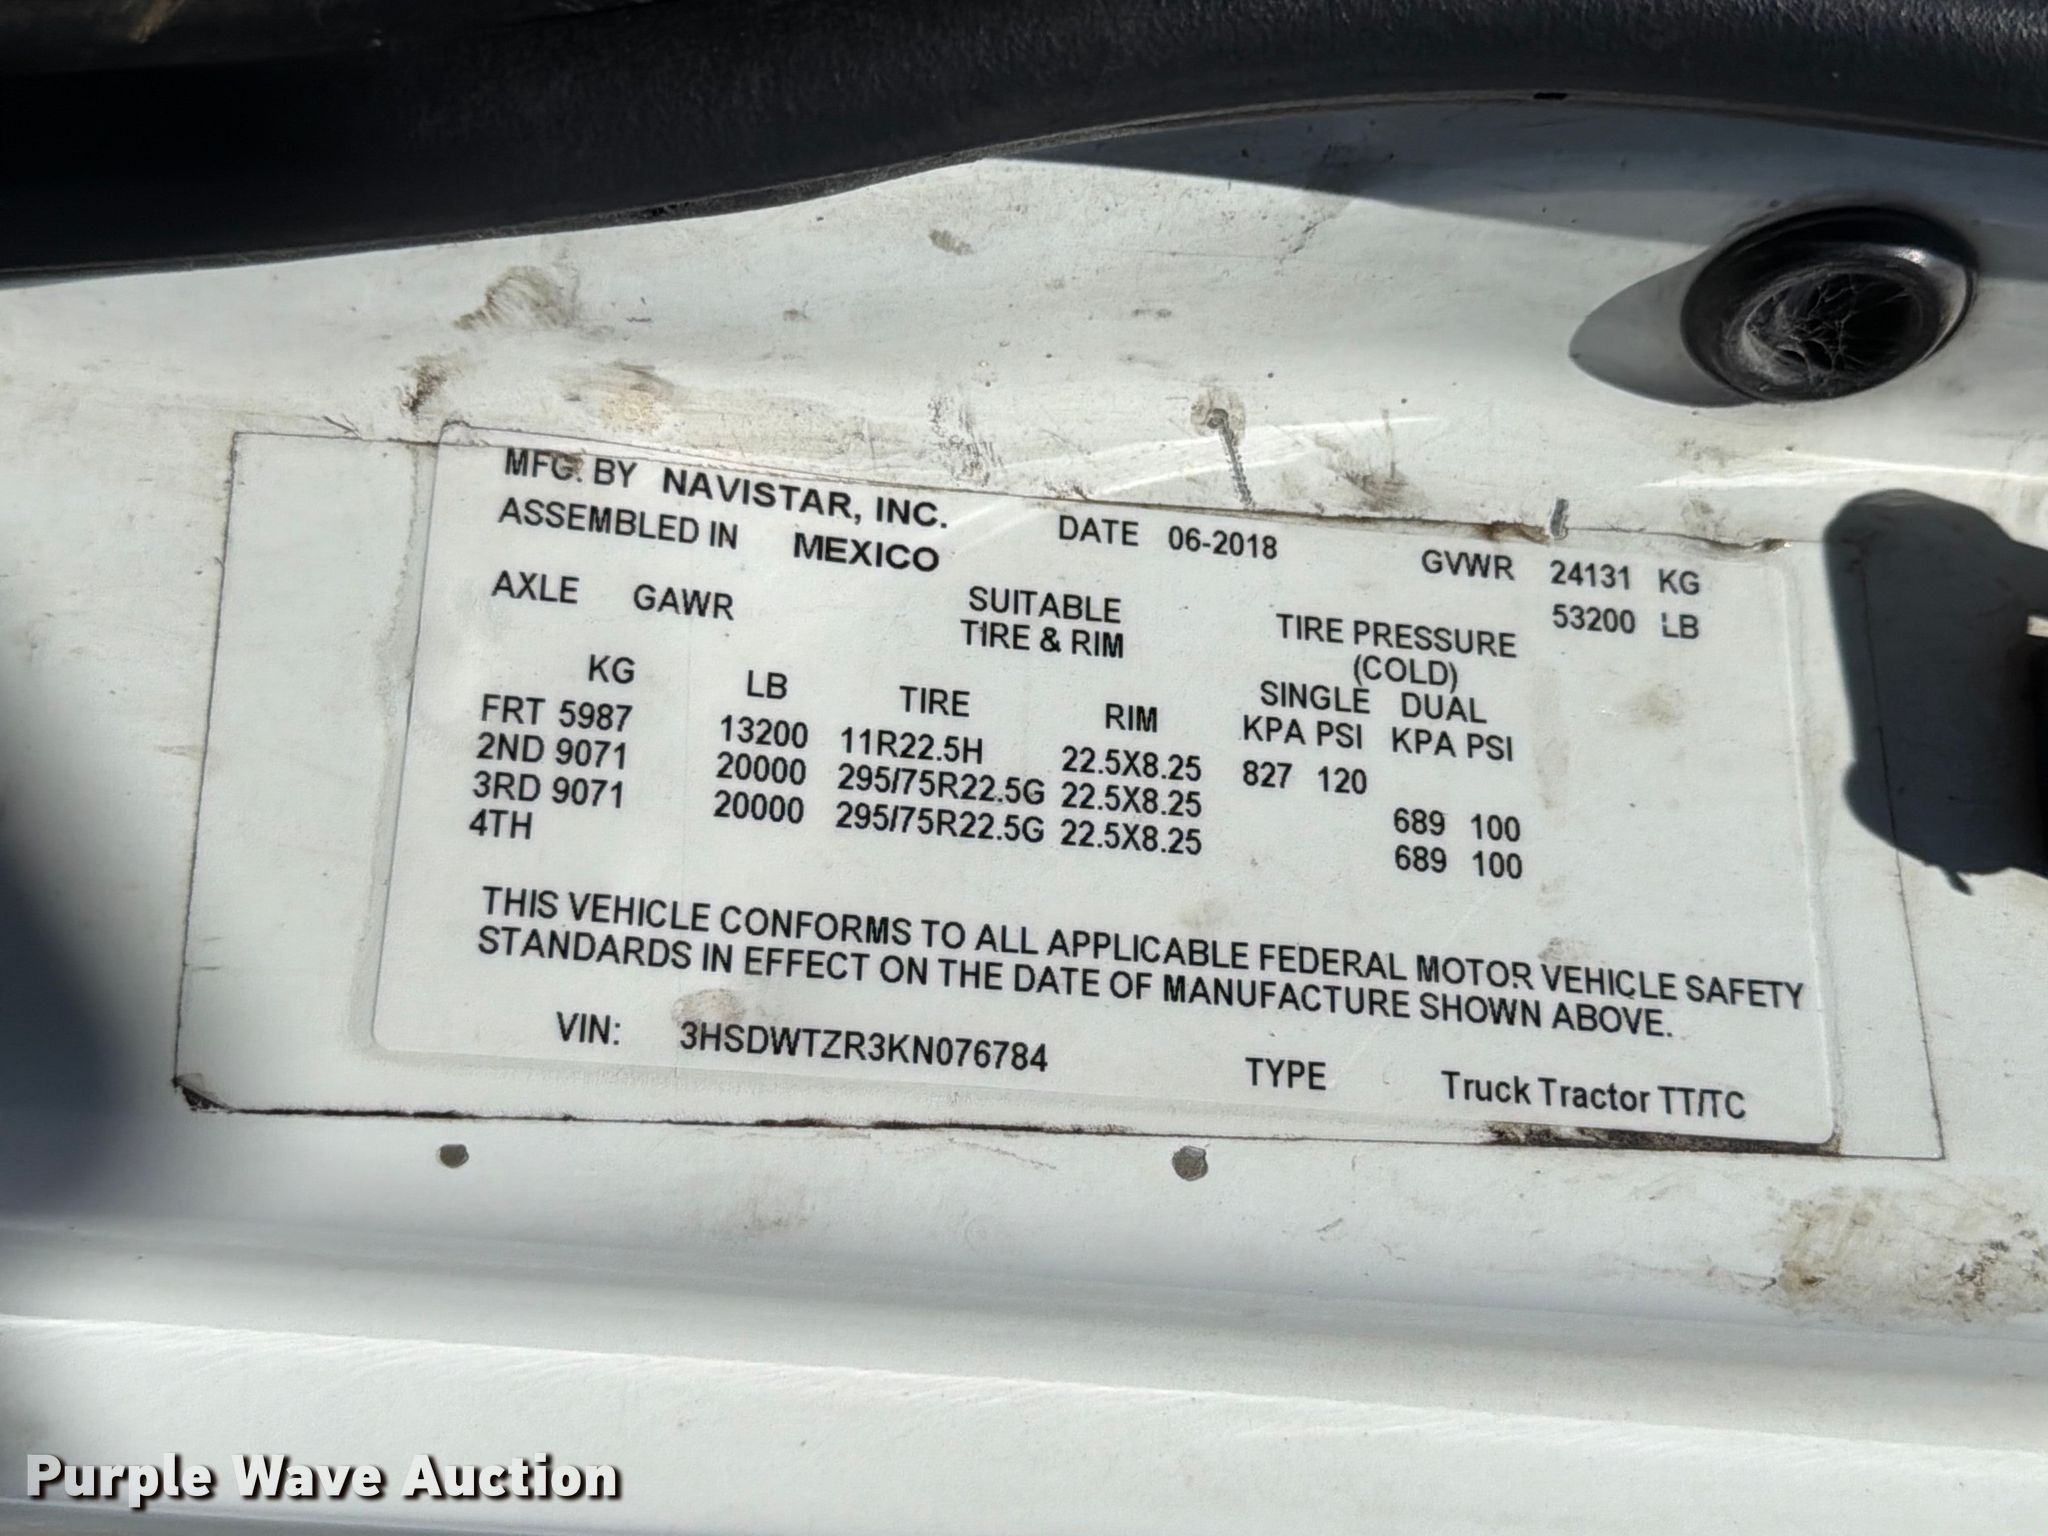 MFG. BY NAVISTAR, INC.
ASSEMBLED IN MEXICO
DATE 06-2018
GVWR 24131 KG
53200 LB
AXLE GAWR
SUITABLE
TIRE & RIM
TIRE PRESSURE
(COLD)
SINGLE DUAL
KG LB TIRE RIM KPA PSI KPA PSI
FRT 5987 13200 11R22.5H 22.5X8.25 827 120
2ND 9071 20000 295/75R22.5G 22.5X8.25 689 100
3RD 9071 20000 295/75R22.5G 22.5X8.25 689 100
4TH
THIS VEHICLE CONFORMS TO ALL APPLICABLE FEDERAL MOTOR VEHICLE SAFETY
STANDARDS IN EFFECT ON THE DATE OF MANUFACTURE SHOWN ABOVE.
VIN: 3HSDWTZR3KN076784 TYPE Truck Tractor TT/TC
Purple Wave Auction